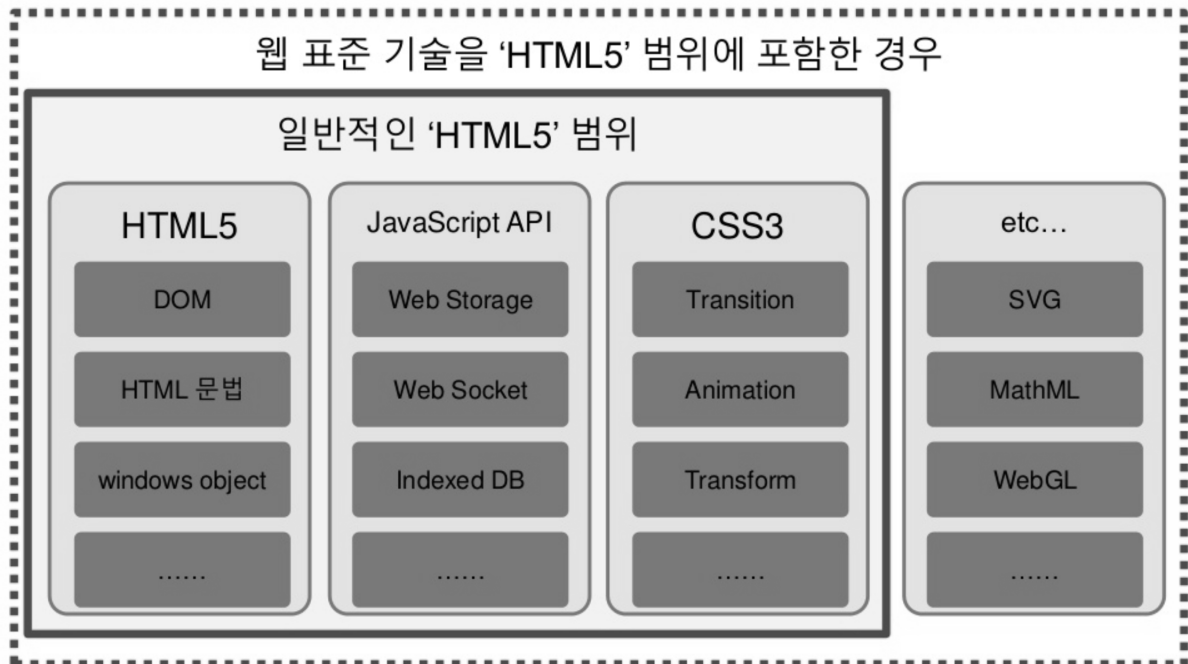 웹 표준 기술을 ‘HTML5’ 범위에 포함한 경우
일반적인 ‘HTML5’ 범위
HTML5
DOM
HTML 문법
windows object
......
JavaScript API
Web Storage
Web Socket
Indexed DB
......
CSS3
Transition
Animation
Transform
......
etc...
SVG
MathML
WebGL
......